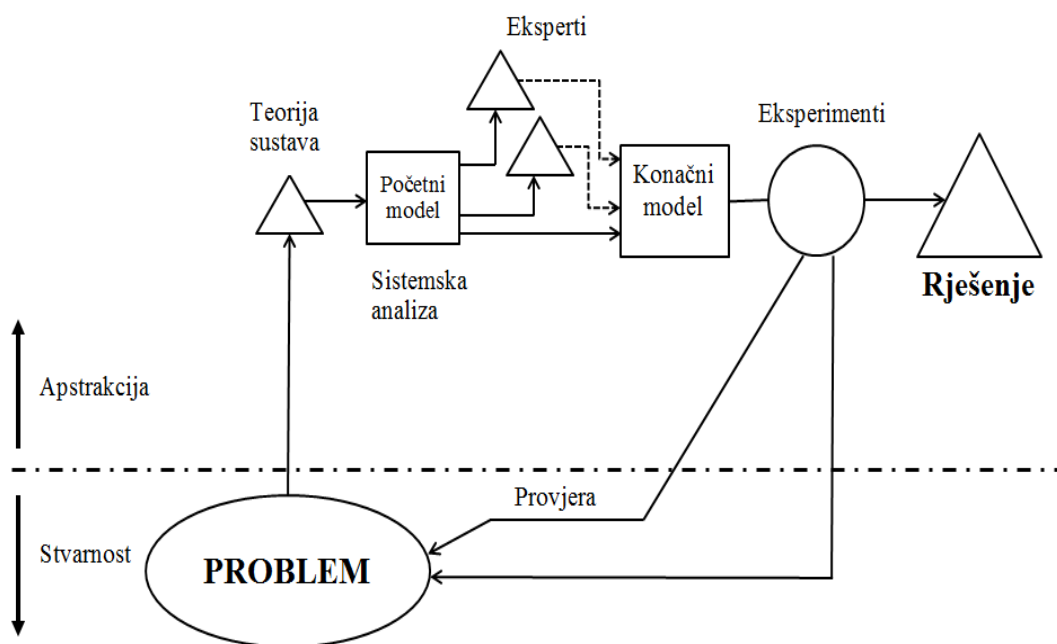 Eksperti
Teorija
sustava
Eksperimenti
Početni
model
Konačni
model
Sistemska
analiza
Rješenje
Apstrakcija
Provjera
Stvarnost
PROBLEM